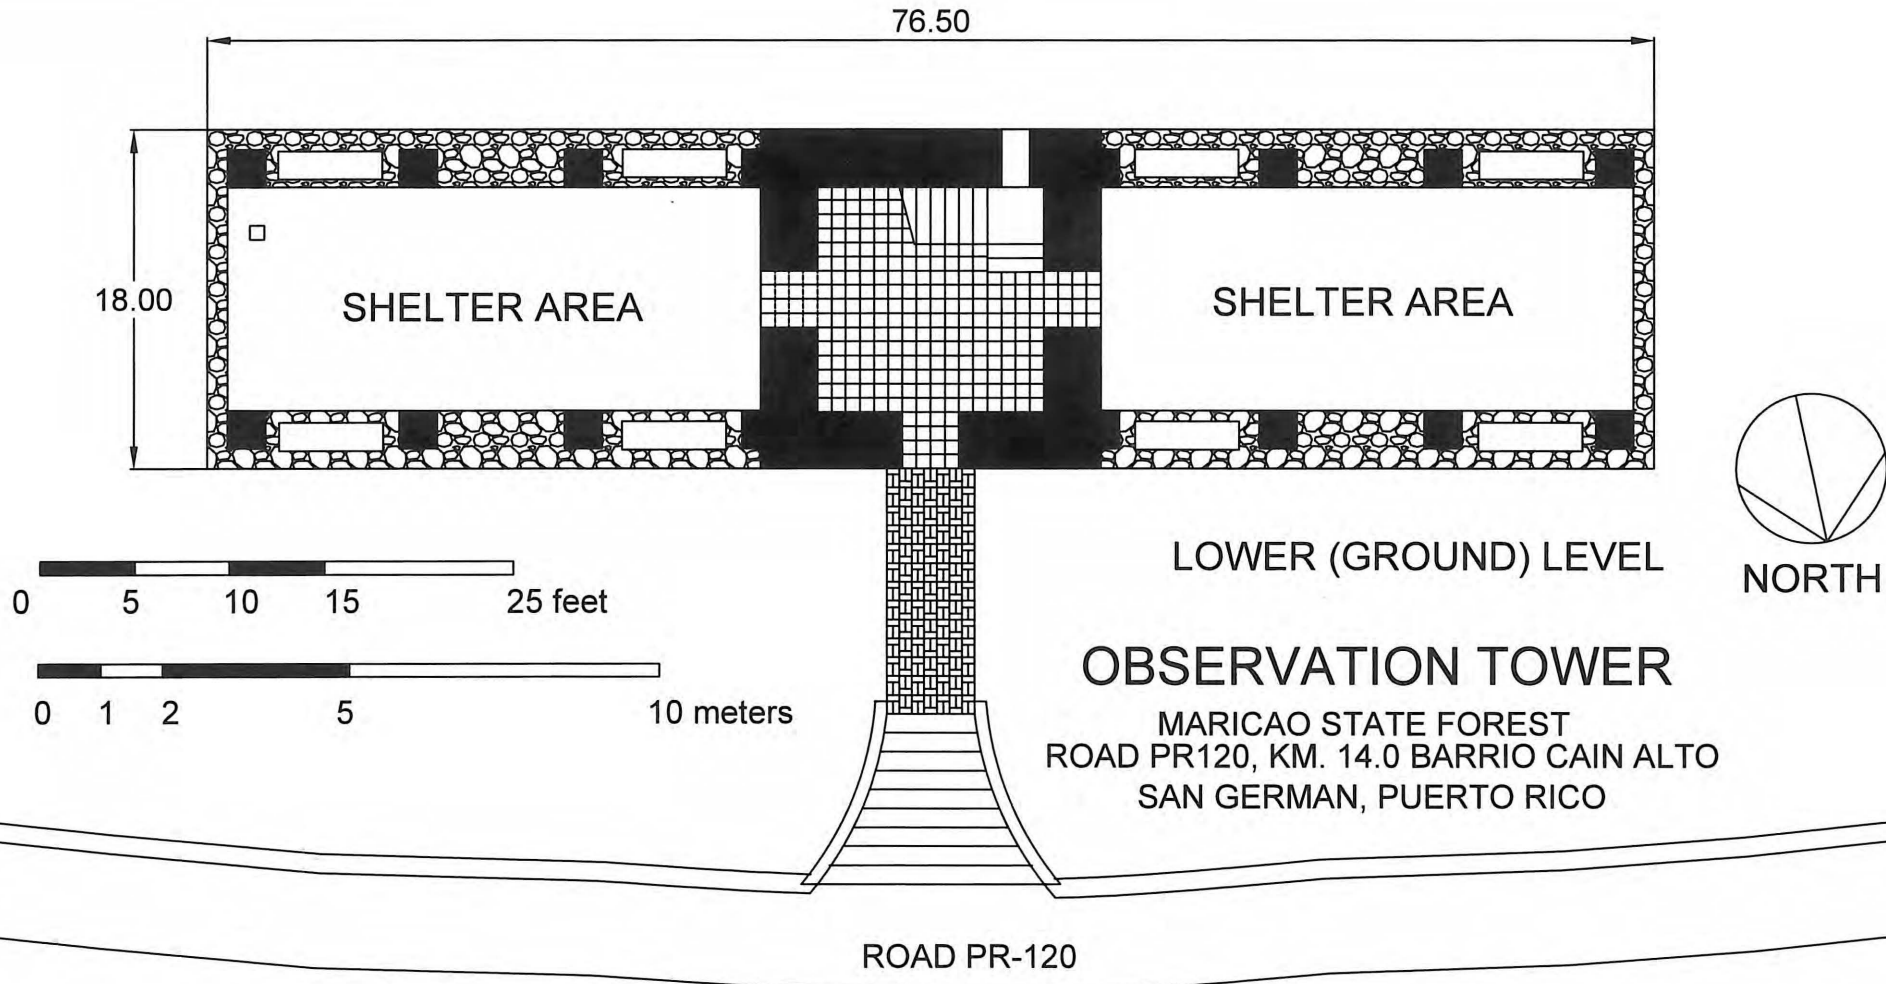 76.50
18.00
SHELTER AREA
SHELTER AREA
LOWER (GROUND) LEVEL
NORTH
0 5 10 15 25 feet
0 1 2 5 10 meters
OBSERVATION TOWER
MARICAO STATE FOREST
ROAD PR120, KM. 14.0 BARRIO CAIN ALTO
SAN GERMAN, PUERTO RICO
ROAD PR-120